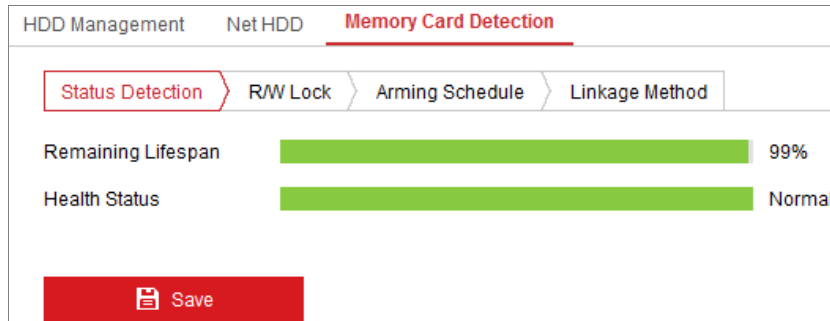 HDD Management Net HDD Memory Card Detection
Status Detection R/W Lock Arming Schedule Linkage Method
Remaining Lifespan 99%
Health Status Normal
Save